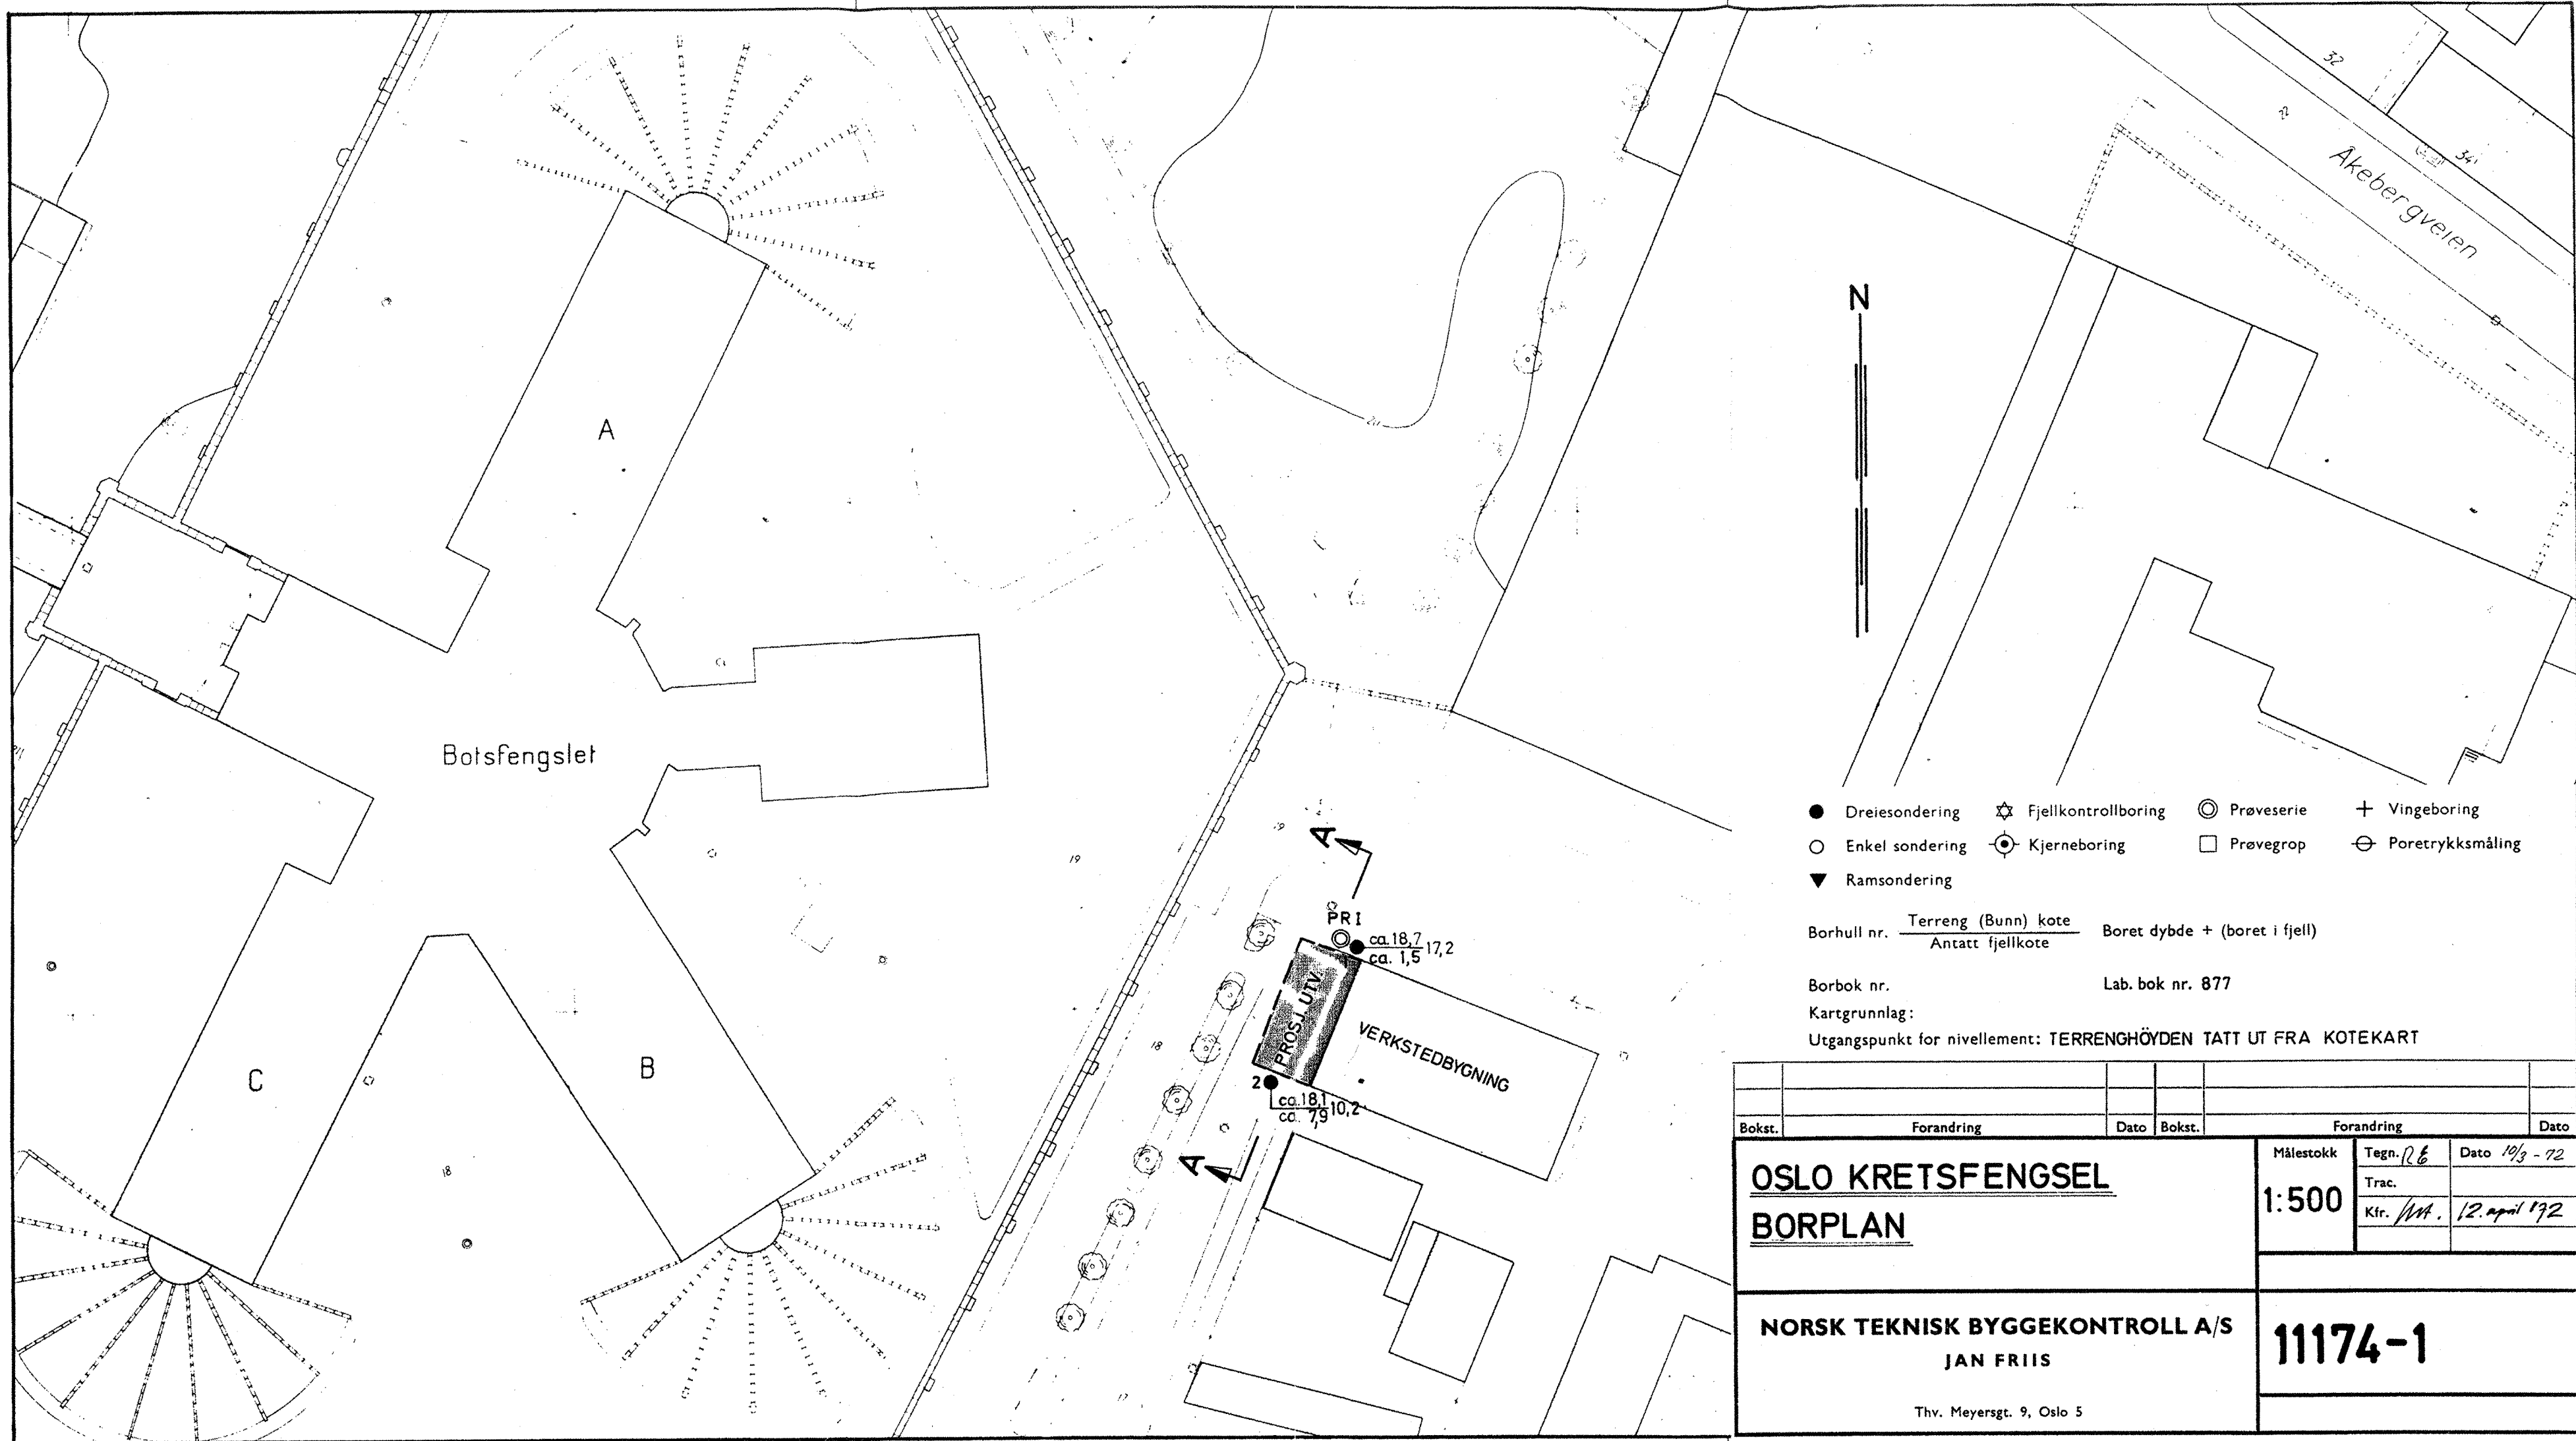 32
34
Åkebergveien
N
A
Botsfengslet
19
19
18
18
17
A
PR I
ca.18,7
ca. 1,5
17,2
PROSJ. UTV.
VERKSTEDBYGNING
2
ca.18,1
ca. 7,9
10,2
A
B
C
Dreiesondering
Fjellkontrollboring
Prøveserie
Vingeboring
Enkel sondering
Kjerneboring
Prøvegrop
Poretrykksmåling
Ramsondering
Borhull nr. Terreng (Bunn) kote
Antatt fjellkote
Boret dybde + (boret i fjell)
Borbok nr.
Lab. bok nr. 877
Kartgrunnlag:
Utgangspunkt for nivellement: TERRENGHÖYDEN TATT UT FRA KOTEKART
Bokst. Forandring Dato Bokst. Forandring Dato
OSLO KRETSFENGSEL
BORPLAN
Målestokk
1:500
Tegn. RE Dato 10/3 - 72
Trac.
Kfr. 12. april '72
NORSK TEKNISK BYGGEKONTROLL A/S
JAN FRIIS
Thv. Meyersgt. 9, Oslo 5
11174-1